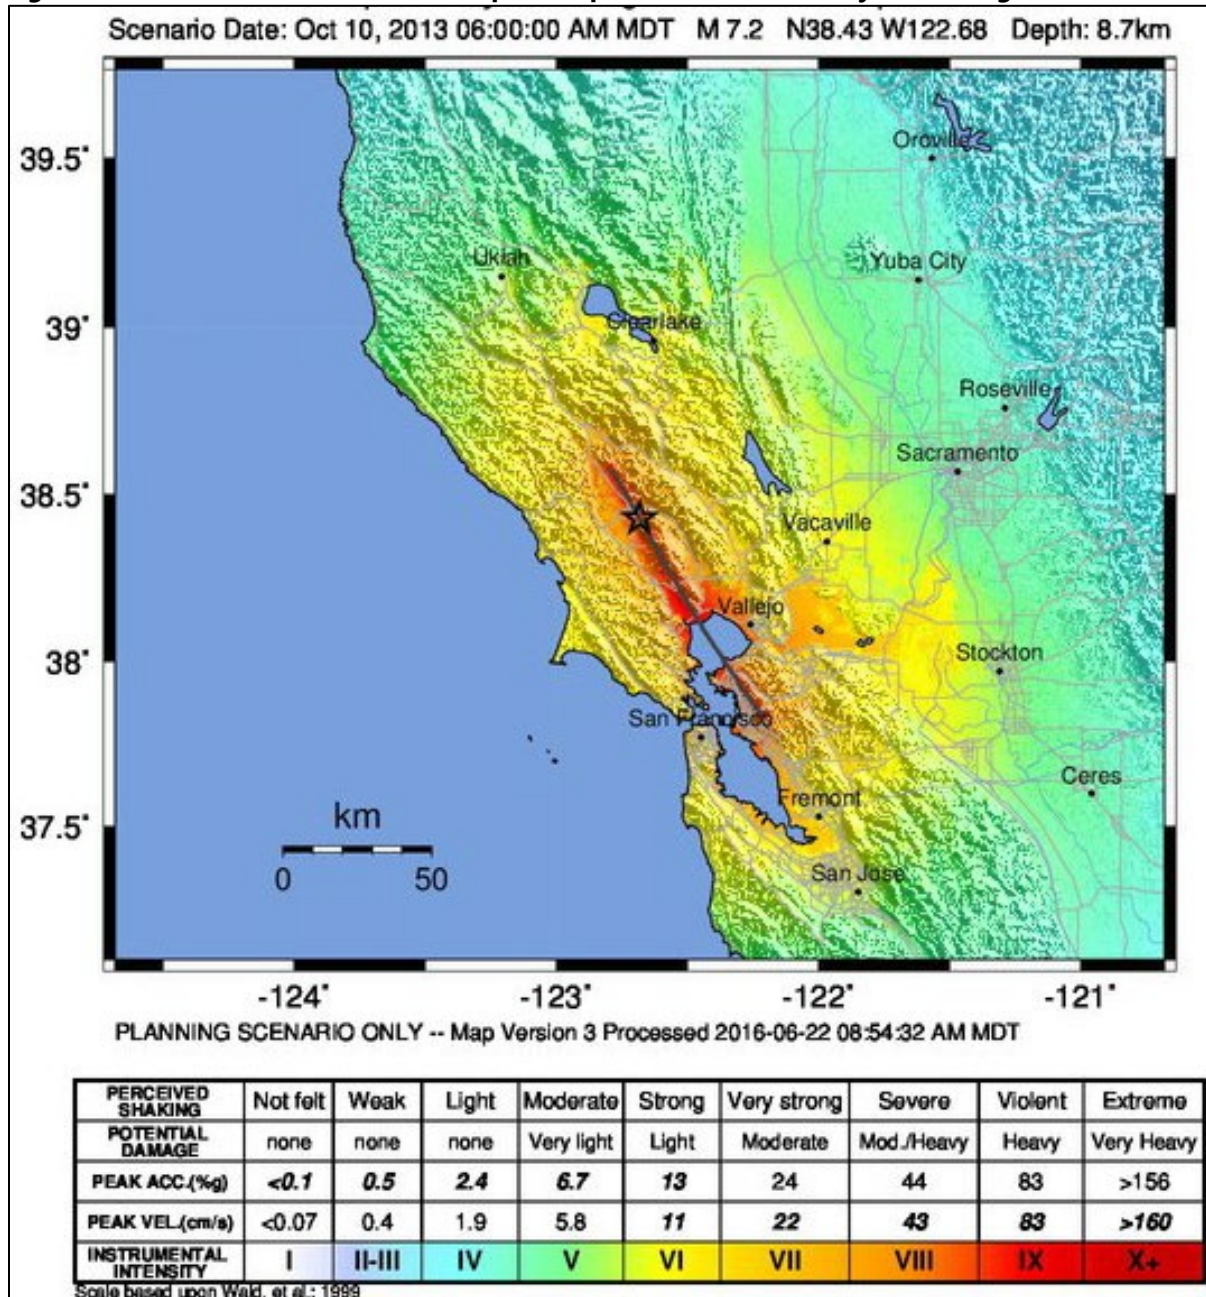 Scenario Date: Oct 10, 2013 06:00:00 AM MDT M 7.2 N38.43 W122.68 Depth: 8.7km
39.5°
39°
38.5°
38°
37.5°
Oroville
Ukiah
Yuba City
Clearlake
Roseville
Sacramento
Vacaville
Vallejo
Stockton
San Francisco
Ceres
Fremont
San Jose
km
0 50
-124° -123° -122° -121°
PLANNING SCENARIO ONLY -- Map Version 3 Processed 2016-06-22 08:54:32 AM MDT
PERCEIVED SHAKING Not felt Weak Light Moderate Strong Very strong Severe Violent Extreme
POTENTIAL DAMAGE none none none Very light Light Moderate Mod./Heavy Heavy Very Heavy
PEAK ACC.(%g) <0.1 0.5 2.4 6.7 13 24 44 83 >156
PEAK VEL.(cm/s) <0.07 0.4 1.9 5.8 11 22 43 83 >160
INSTRUMENTAL INTENSITY I II-III IV V VI VII VIII IX X+
Scale based upon Wald, et al.; 1999